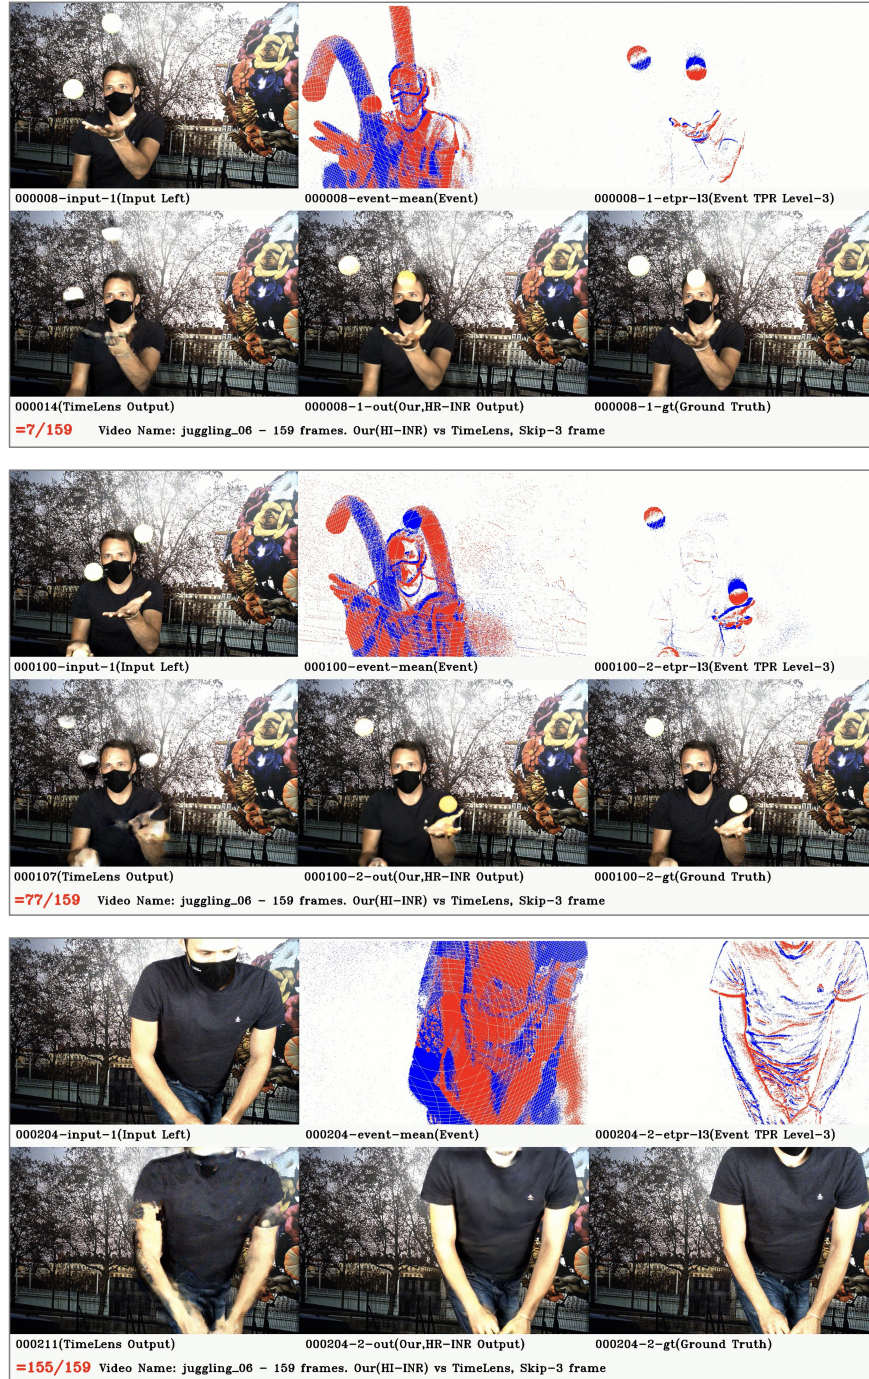 000008-input-1(Input Left)
000008-event-mean(Event)
000008-1-etpr-l3(Event TPR Level-3)
000014(TimeLens Output)
000008-1-out(Our,HR-INR Output)
000008-1-gt(Ground Truth)
=7/159 Video Name: juggling_06 - 159 frames. Our(HI-INR) vs TimeLens, Skip-3 frame
000100-input-1(Input Left)
000100-event-mean(Event)
000100-2-etpr-l3(Event TPR Level-3)
000107(TimeLens Output)
000100-2-out(Our,HR-INR Output)
000100-2-gt(Ground Truth)
=77/159 Video Name: juggling_06 - 159 frames. Our(HI-INR) vs TimeLens, Skip-3 frame
000204-input-1(Input Left)
000204-event-mean(Event)
000204-2-etpr-l3(Event TPR Level-3)
000211(TimeLens Output)
000204-2-out(Our,HR-INR Output)
000204-2-gt(Ground Truth)
=155/159 Video Name: juggling_06 - 159 frames. Our(HI-INR) vs TimeLens, Skip-3 frame